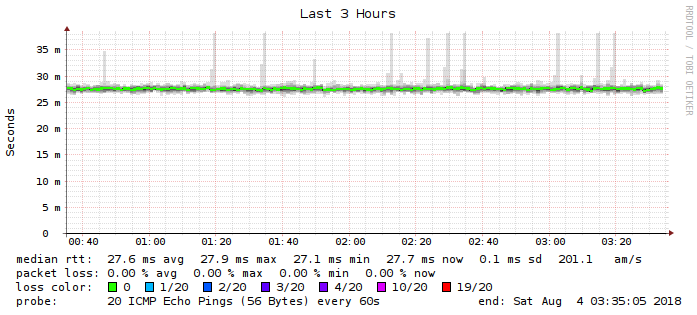 Last 3 Hours
RRDTOOL / TOBI OETIKER
Seconds
35 m
30 m
25 m
20 m
15 m
10 m
5 m
0
00:40 01:00 01:20 01:40 02:00 02:20 02:40 03:00 03:20
median rtt: 27.6 ms avg 27.9 ms max 27.1 ms min 27.7 ms now 0.1 ms sd 201.1 am/s
packet loss: 0.00 % avg 0.00 % max 0.00 % min 0.00 % now
loss color: 0 1/20 2/20 3/20 4/20 10/20 19/20
probe: 20 ICMP Echo Pings (56 Bytes) every 60s end: Sat Aug 4 03:35:05 2018